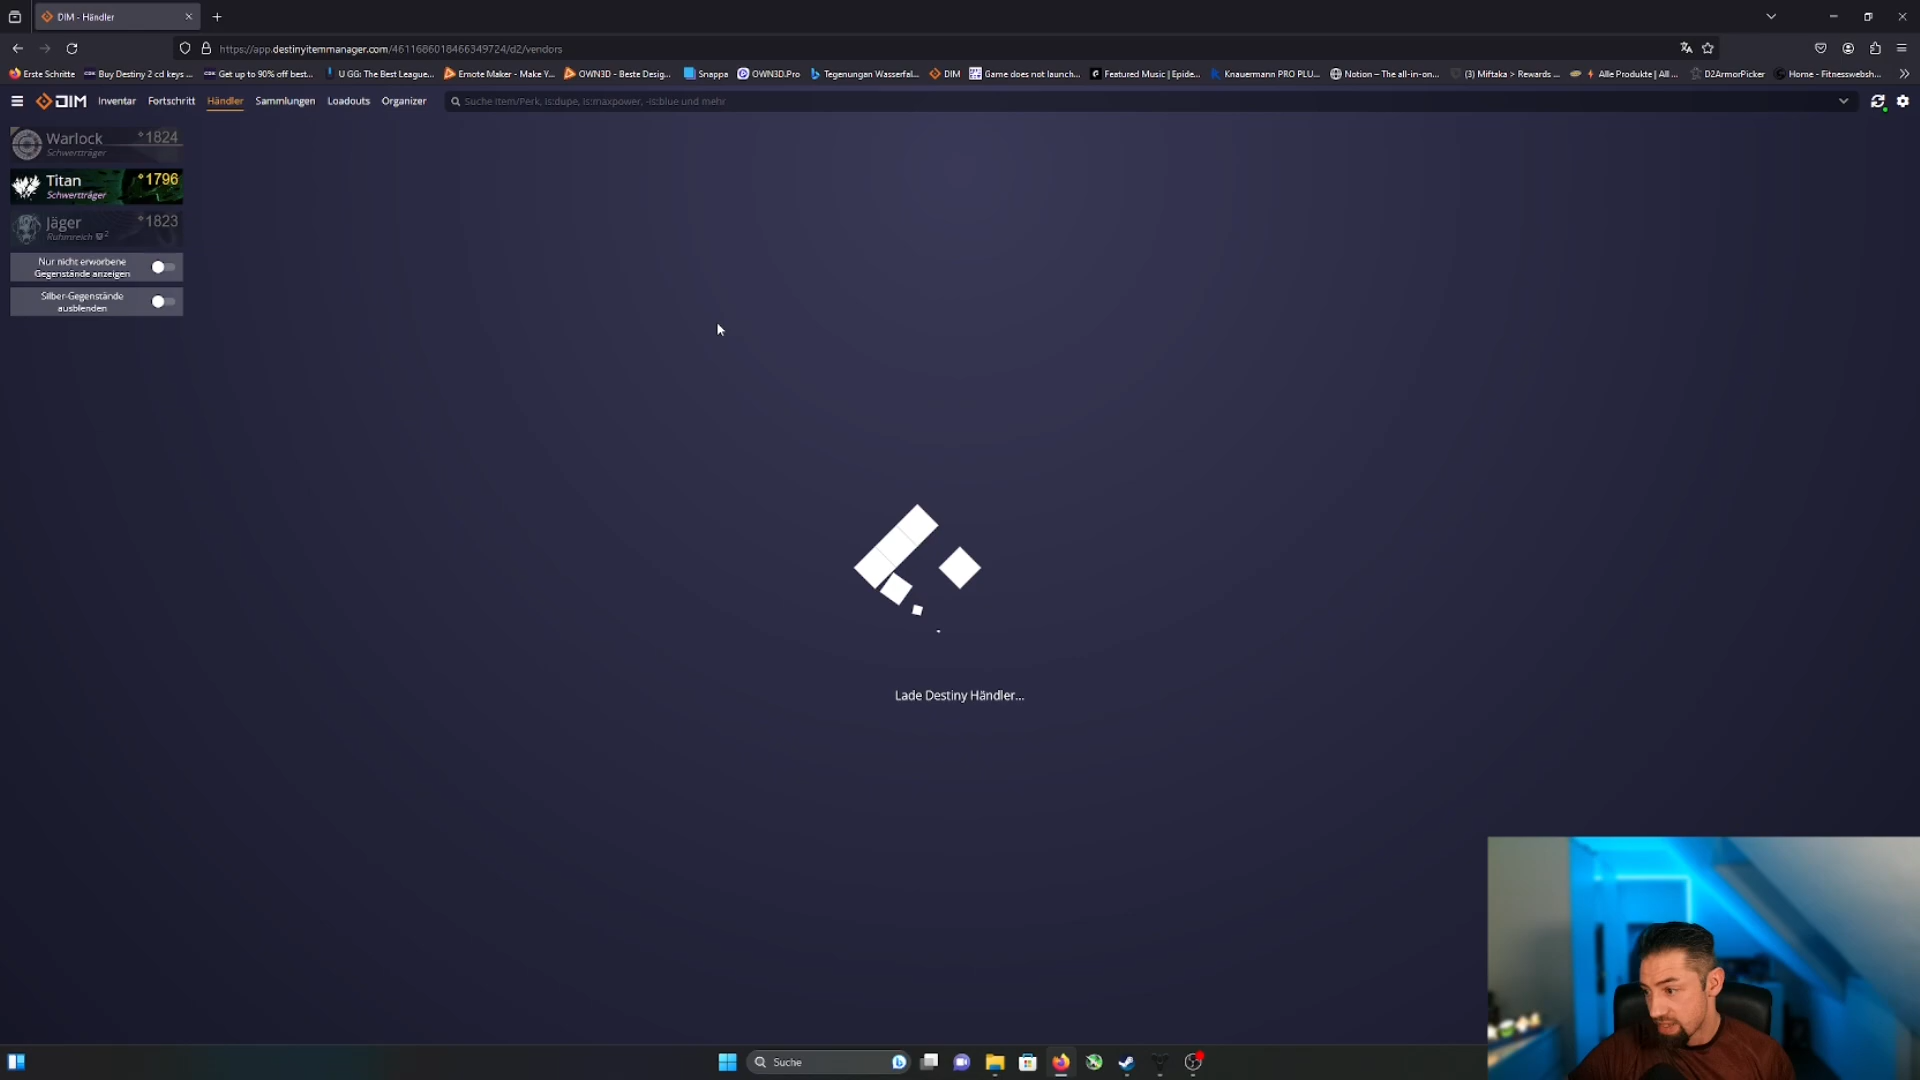 DIM - Händler
https://app.destinyitemmanager.com/4611686018466349724/d2/vendors
Erste Schritte
Buy Destiny 2 cd keys ...
Get up to 90% off best...
U GG: The Best League...
Emote Maker - Make Y...
OWN3D - Beste Desig...
Snappa
OWN3D.Pro
Tegenungan Wasserfal...
DIM
Game does not launch...
Featured Music | Epide...
Knauermann PRO PLU...
Notion – The all-in-on...
(3) Miftaka > Rewards ...
Alle Produkte | All ...
D2ArmorPicker
Home - Fitnesswebsh...
DIM
Inventar
Fortschritt
Händler
Sammlungen
Loadouts
Organizer
Suche Item/Perk, is:dupe, is:maxpower, -is:blue und mehr
Warlock
1824
Schwertträger
Titan
1796
Schwertträger
Jäger
1823
Ruhmreich 2
Nur nicht erworbene
Gegenstände anzeigen
Silber-Gegenstände
ausblenden
Lade Destiny Händler...
Suche